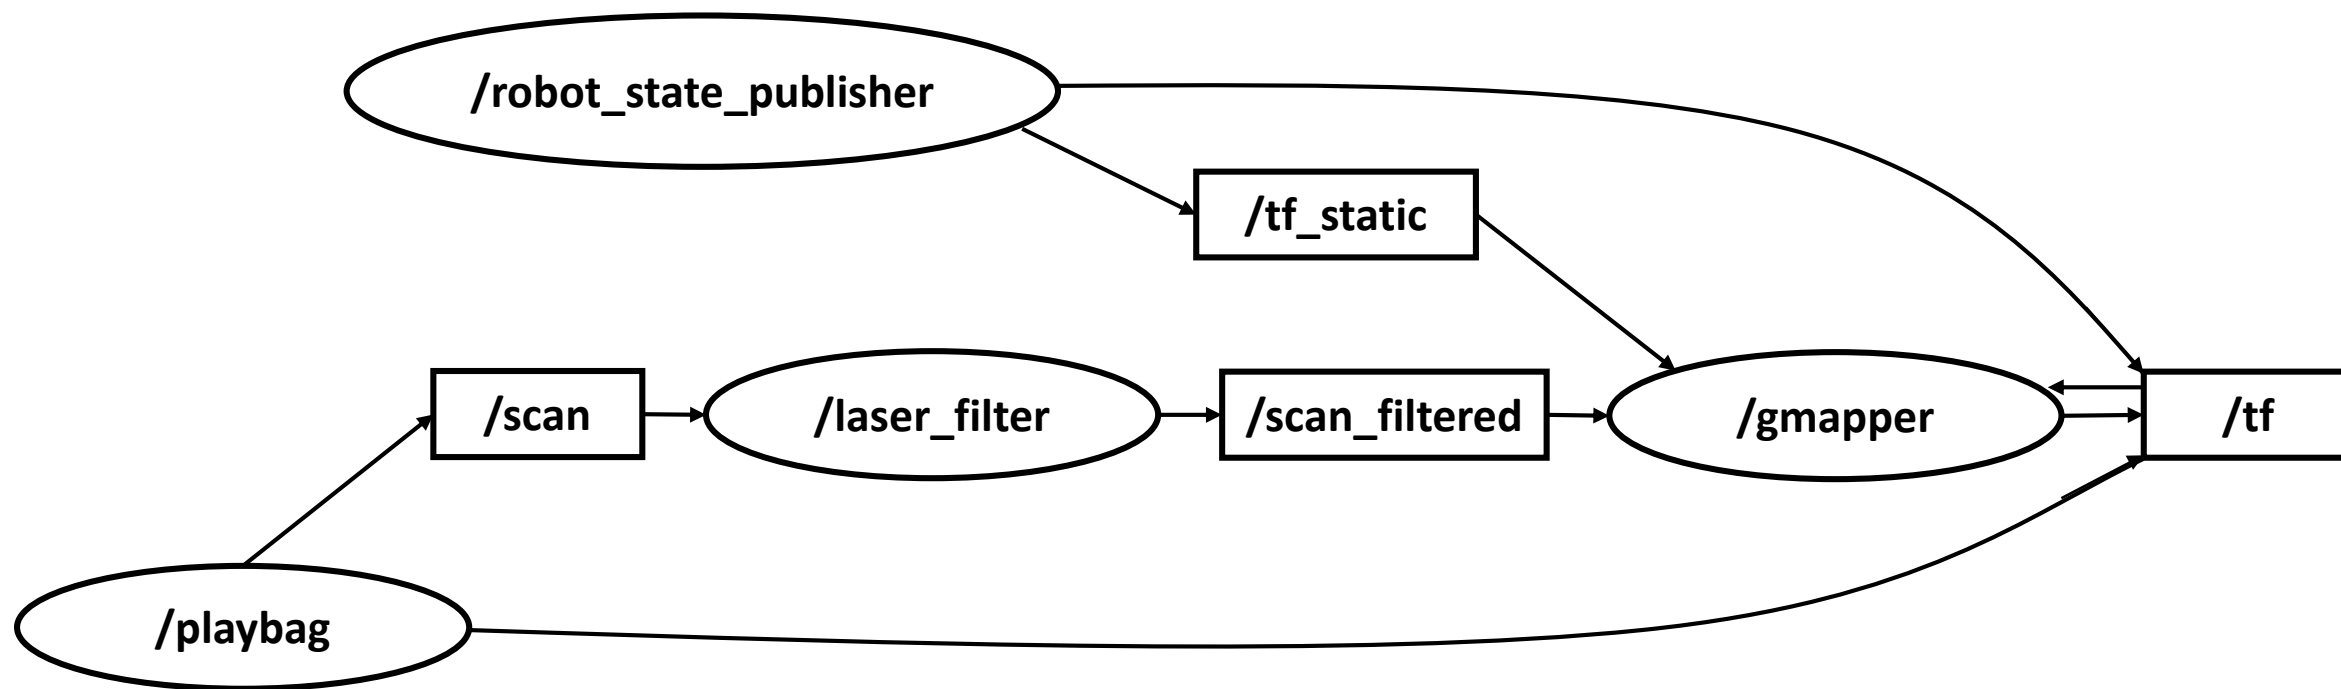 /robot_state_publisher
/tf_static
/scan
/laser_filter
/scan_filtered
/gmapper
/tf
/playbag